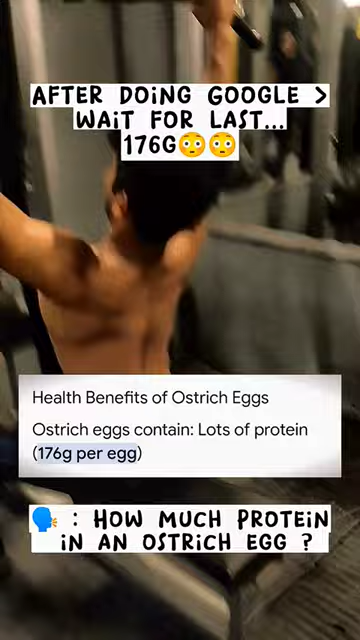 AFTER DOING GOOGLE >
WAIT FOR LAST...
176G😳😳
Health Benefits of Ostrich Eggs
Ostrich eggs contain: Lots of protein
(176g per egg)
🗣 : HOW MUCH PROTEIN
IN AN OSTRICH EGG ?